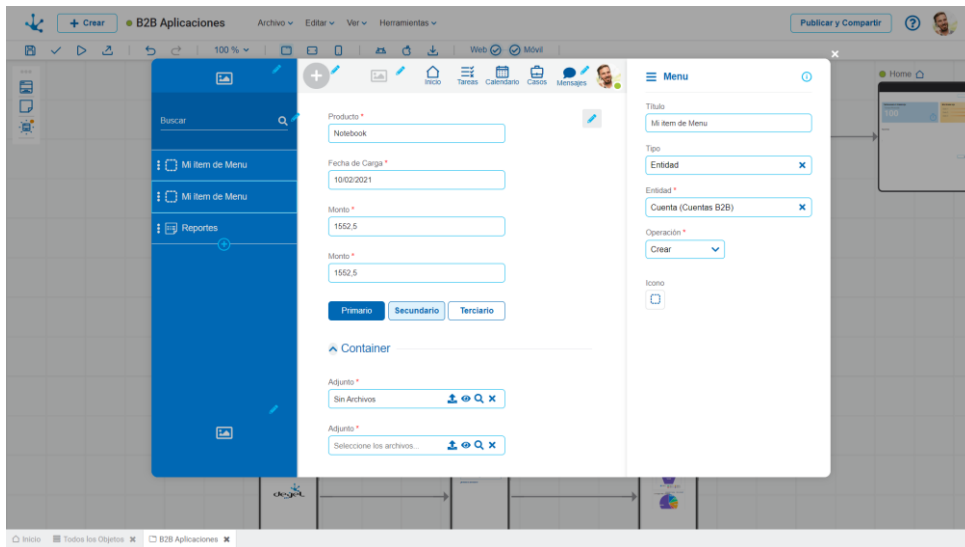 + Crear
B2B Aplicaciones
Archivo Editar Ver Herramientas
Publicar y Compartir
?
100 %
Web Móvil
Home
Buscar
Mi item de Menu
Mi item de Menu
Reportes
Inicio Tareas Calendario Casos Mensajes
Producto *
Notebook
Fecha de Carga *
10/02/2021
Monto *
1552,5
Monto *
1552,5
Primario Secundario Terciario
Container
Adjunto *
Sin Archivos
Adjunto *
Seleccione los archivos...
Menu
Título
Mi item de Menu
Tipo
Entidad
Entidad *
Cuenta (Cuentas B2B)
Operación *
Crear
Icono
100
Inicio Todos los Objetos B2B Aplicaciones